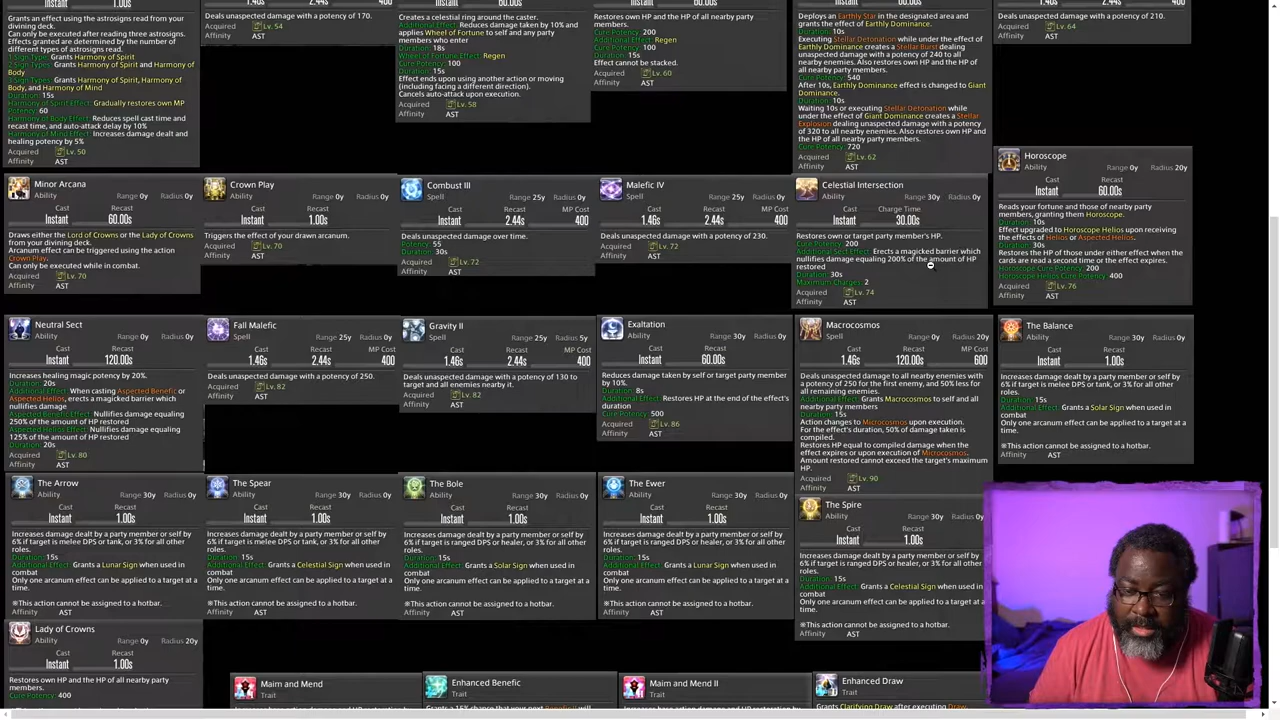 Grants an effect using the astrosigns read from your
divining deck.
Can only be executed after reading three astrosigns.
Effects granted are determined by the number of
different types of astrosigns read.
1 Sign Type: Grants Harmony of Spirit
2 Sign Types: Grants Harmony of Spirit and Harmony of
Body
3 Sign Types: Grants Harmony of Spirit, Harmony of
Body, and Harmony of Mind
Duration: 15s
Harmony of Spirit Effect: Gradually restores own MP
Potency: 60
Harmony of Body Effect: Reduces spell cast time and
recast time, and auto-attack delay by 10%
Harmony of Mind Effect: Increases damage dealt and
healing potency by 5%
Acquired Lv. 50
Affinity AST
Deals unaspected damage with a potency of 170.
Acquired Lv. 54
Affinity AST
Creates a celestial ring around the caster.
Additional Effect: Reduces damage taken by 10% and
applies Wheel of Fortune to self and any party
members who enter
Duration: 18s
Wheel of Fortune Effect: Regen
Cure Potency: 100
Duration: 15s
Effect ends upon using another action or moving
(including facing a different direction).
Cancels auto-attack upon execution.
Acquired Lv. 58
Affinity AST
Restores own HP and the HP of all nearby party
members.
Cure Potency: 200
Additional Effect: Regen
Cure Potency: 100
Duration: 15s
Effect cannot be stacked.
Acquired Lv. 60
Affinity AST
Deploys an Earthly Star in the designated area and
grants the effect of Earthly Dominance.
Duration: 10s
Executing Stellar Detonation while under the effect of
Earthly Dominance creates a Stellar Burst dealing
unaspected damage with a potency of 240 to all
nearby enemies. Also restores own HP and the HP of
all nearby party members.
Cure Potency: 540
After 10s, Earthly Dominance effect is changed to Giant
Dominance.
Duration: 10s
Waiting 10s or executing Stellar Detonation while
under the effect of Giant Dominance creates a Stellar
Explosion dealing unaspected damage with a potency
of 320 to all nearby enemies. Also restores own HP and
the HP of all nearby party members.
Cure Potency: 720
Acquired Lv. 62
Affinity AST
Deals unaspected damage with a potency of 210.
Acquired Lv. 64
Affinity AST
Minor Arcana
Ability Range 0y Radius 0y
Cast Recast
Instant 60.00s
Draws either the Lord of Crowns or the Lady of Crowns
from your divining deck.
Arcanum effect can be triggered using the action
Crown Play.
Can only be executed while in combat.
Acquired Lv. 70
Affinity AST
Crown Play
Ability Range 0y Radius 0y
Cast Recast
Instant 1.00s
Triggers the effect of your drawn arcanum.
Acquired Lv. 70
Affinity AST
Combust III
Spell Range 25y Radius 0y
Cast Recast MP Cost
Instant 2.44s 400
Deals unaspected damage over time.
Potency: 55
Duration: 30s
Acquired Lv. 72
Affinity AST
Malefic IV
Spell Range 25y Radius 0y
Cast Recast MP Cost
1.46s 2.44s 400
Deals unaspected damage with a potency of 230.
Acquired Lv. 72
Affinity AST
Celestial Intersection
Ability Range 30y Radius 0y
Cast Charge Time
Instant 30.00s
Restores own or target party member's HP.
Cure Potency: 200
Additional Sect Effect: Erects a magicked barrier which
nullifies damage equaling 200% of the amount of HP
restored
Duration: 30s
Maximum Charges: 2
Acquired Lv. 74
Affinity AST
Horoscope
Ability Range 0y Radius 20y
Cast Recast
Instant 60.00s
Reads your fortune and those of nearby party
members, granting them Horoscope.
Duration: 10s
Effect upgraded to Horoscope Helios upon receiving
the effects of Helios or Aspected Helios.
Duration: 30s
Restores the HP of those under either effect when the
cards are read a second time or the effect expires.
Horoscope Cure Potency: 200
Horoscope Helios Cure Potency: 400
Acquired Lv. 76
Affinity AST
Neutral Sect
Ability Range 0y Radius 0y
Cast Recast
Instant 120.00s
Increases healing magic potency by 20%.
Duration: 20s
Additional Effect: When casting Aspected Benefic or
Aspected Helios, erects a magicked barrier which
nullifies damage
Aspected Benefic Effect: Nullifies damage equaling
250% of the amount of HP restored
Aspected Helios Effect: Nullifies damage equaling
125% of the amount of HP restored
Duration: 20s
Acquired Lv. 80
Affinity AST
Fall Malefic
Spell Range 25y Radius 0y
Cast Recast MP Cost
1.46s 2.44s 400
Deals unaspected damage with a potency of 250.
Acquired Lv. 82
Affinity AST
Gravity II
Spell Range 25y Radius 5y
Cast Recast MP Cost
1.46s 2.44s 400
Deals unaspected damage with a potency of 130 to
target and all enemies nearby it.
Acquired Lv. 82
Affinity AST
Exaltation
Ability Range 30y Radius 0y
Cast Recast
Instant 60.00s
Reduces damage taken by self or target party member
by 10%.
Duration: 8s
Additional Effect: Restores HP at the end of the effect's
duration
Cure Potency: 500
Acquired Lv. 86
Affinity AST
Macrocosmos
Spell Range 0y Radius 20y
Cast Recast MP Cost
1.46s 120.00s 600
Deals unaspected damage to all nearby enemies with
a potency of 250 for the first enemy, and 50% less for
all remaining enemies.
Additional Effect: Grants Macrocosmos to self and all
nearby party members
Duration: 15s
Action changes to Microcosmos upon execution.
For the effect's duration, 50% of damage taken is
compiled.
Restores HP equal to compiled damage when the
effect expires or upon execution of Microcosmos.
Amount restored cannot exceed the target's maximum
HP.
Acquired Lv. 90
Affinity AST
The Balance
Ability Range 30y Radius 0y
Cast Recast
Instant 1.00s
Increases damage dealt by a party member or self by
6% if target is melee DPS or tank, or 3% for all other
roles.
Duration: 15s
Additional Effect: Grants a Solar Sign when used in
combat
Only one arcanum effect can be applied to a target at a
time.
※This action cannot be assigned to a hotbar.
Affinity AST
The Arrow
Ability Range 30y Radius 0y
Cast Recast
Instant 1.00s
Increases damage dealt by a party member or self by
6% if target is melee DPS or tank, or 3% for all other
roles.
Duration: 15s
Additional Effect: Grants a Lunar Sign when used in
combat
Only one arcanum effect can be applied to a target at a
time.
※This action cannot be assigned to a hotbar.
Affinity AST
The Spear
Ability Range 30y Radius 0y
Cast Recast
Instant 1.00s
Increases damage dealt by a party member or self by
6% if target is melee DPS or tank, or 3% for all other
roles.
Duration: 15s
Additional Effect: Grants a Celestial Sign when used in
combat
Only one arcanum effect can be applied to a target at a
time.
※This action cannot be assigned to a hotbar.
Affinity AST
The Bole
Ability Range 30y Radius 0y
Cast Recast
Instant 1.00s
Increases damage dealt by a party member or self by
6% if target is ranged DPS or healer, or 3% for all other
roles.
Duration: 15s
Additional Effect: Grants a Solar Sign when used in
combat
Only one arcanum effect can be applied to a target at a
time.
※This action cannot be assigned to a hotbar.
Affinity AST
The Ewer
Ability Range 30y Radius 0y
Cast Recast
Instant 1.00s
Increases damage dealt by a party member or self by
6% if target is ranged DPS or healer, or 3% for all other
roles.
Duration: 15s
Additional Effect: Grants a Lunar Sign when used in
combat
Only one arcanum effect can be applied to a target at a
time.
※This action cannot be assigned to a hotbar.
Affinity AST
The Spire
Ability Range 30y Radius 0y
Cast Recast
Instant 1.00s
Increases damage dealt by a party member or self by
6% if target is ranged DPS or healer, or 3% for all other
roles.
Duration: 15s
Additional Effect: Grants a Celestial Sign when used in
combat
Only one arcanum effect can be applied to a target at a
time.
※This action cannot be assigned to a hotbar.
Affinity AST
Lady of Crowns
Ability Range 0y Radius 20y
Cast Recast
Instant 1.00s
Restores own HP and the HP of all nearby party
members.
Cure Potency: 400
Maim and Mend
Trait
Enhanced Benefic
Trait
Maim and Mend II
Trait
Enhanced Draw
Trait
Grants Clarifying Draw after executing Draw.